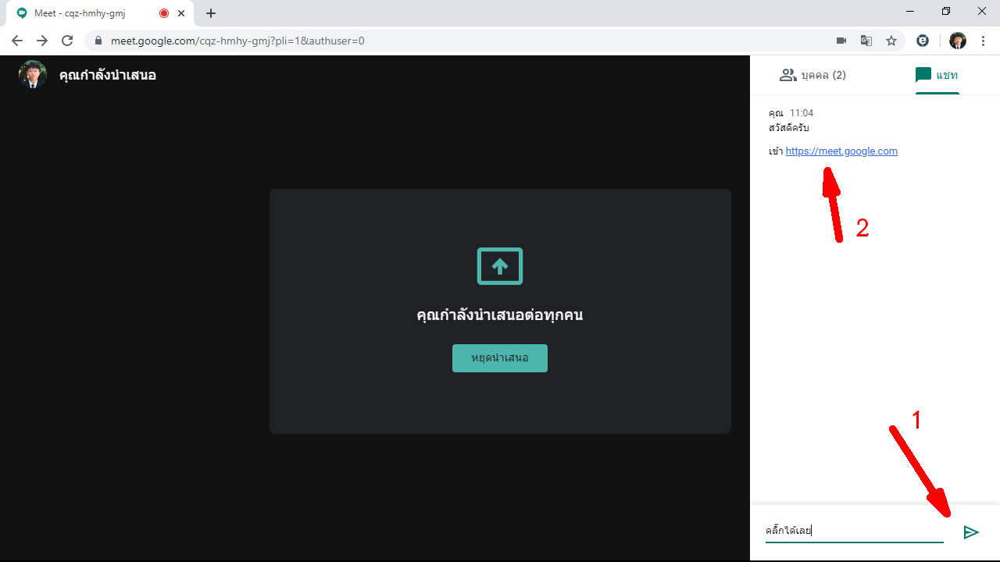 Meet - cqz-hmhy-gmj
meet.google.com/cqz-hmhy-gmj?pli=1&authuser=0
คุณกำลังนำเสนอ
บุคคล (2)
แชท
คุณ 11:04
สวัสดีครับ
เข้า https://meet.google.com
2
คุณกำลังนำเสนอต่อทุกคน
หยุดนำเสนอ
1
คลิ๊กได้เลย